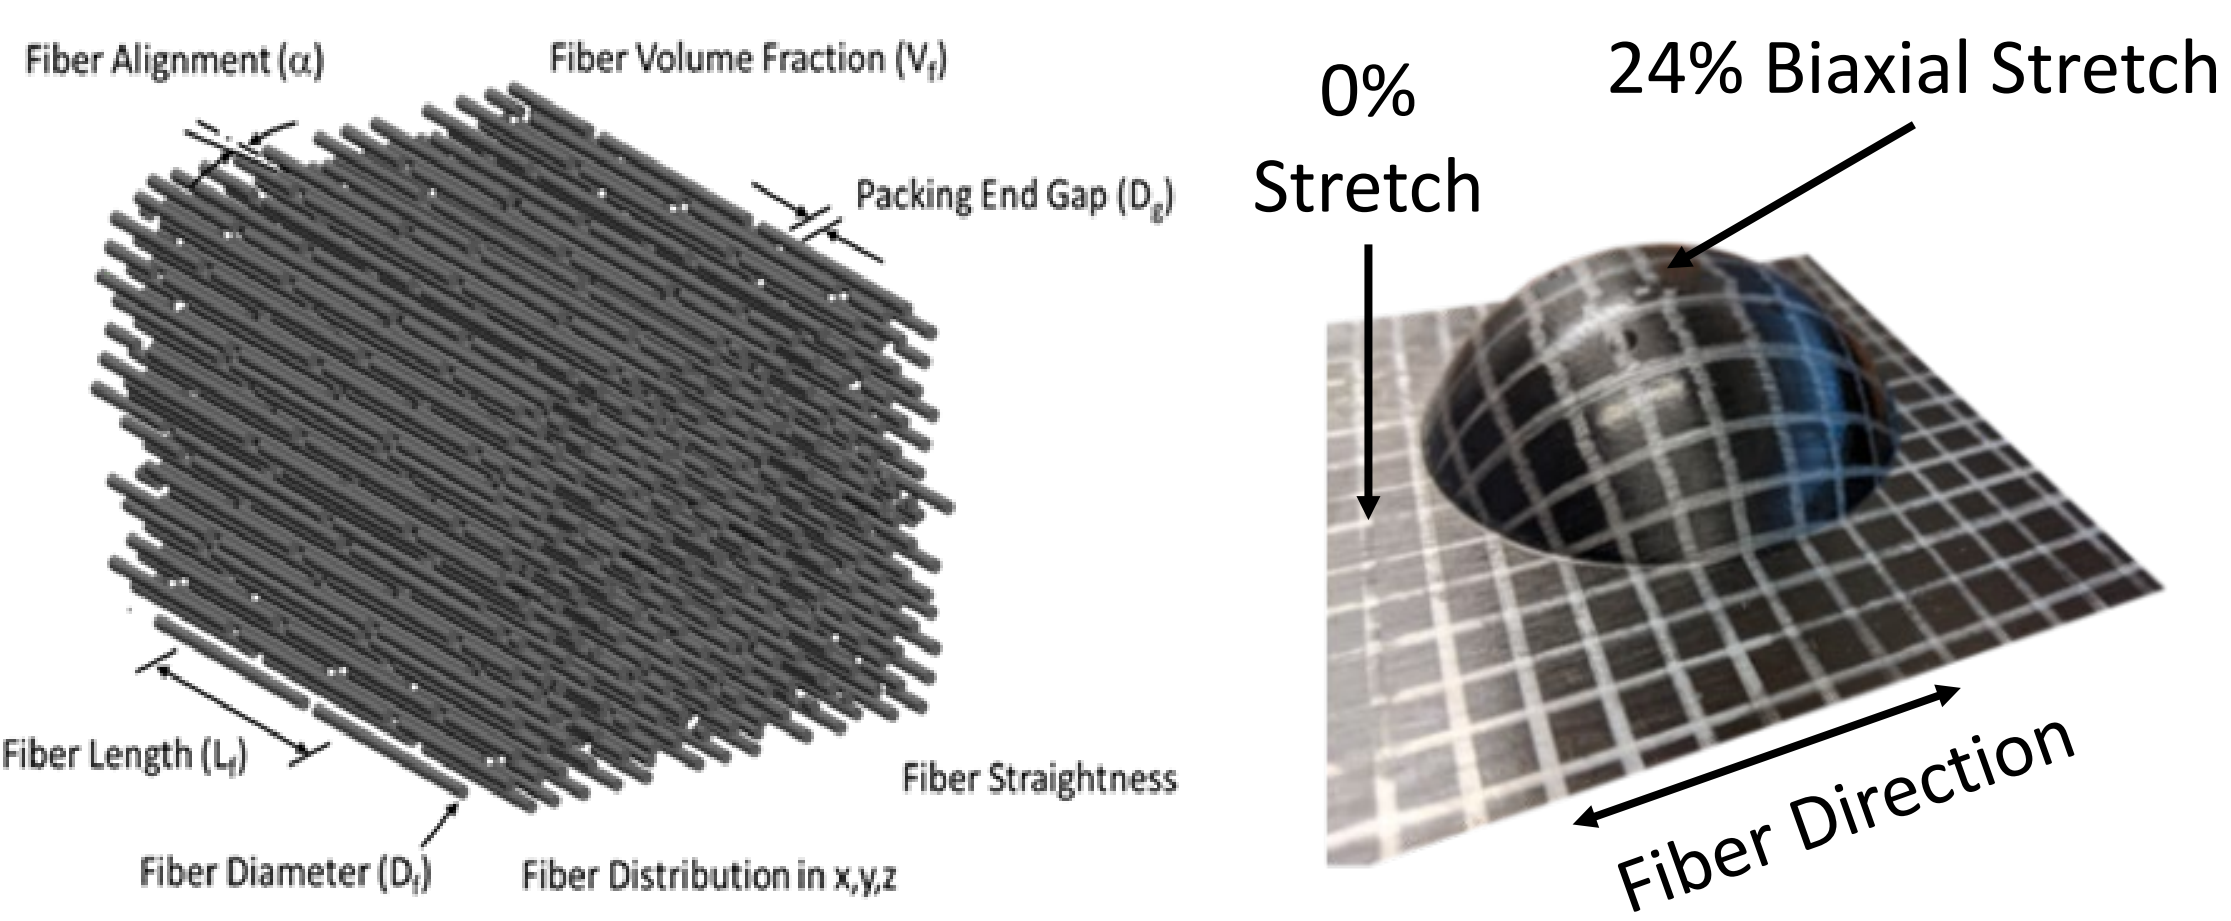 Fiber Alignment (α)
Fiber Volume Fraction (Vf)
Packing End Gap (Dg)
Fiber Length (Lf)
Fiber Diameter (Df)
Fiber Distribution in x,y,z
Fiber Straightness
0%
Stretch
24% Biaxial Stretch
Fiber Direction